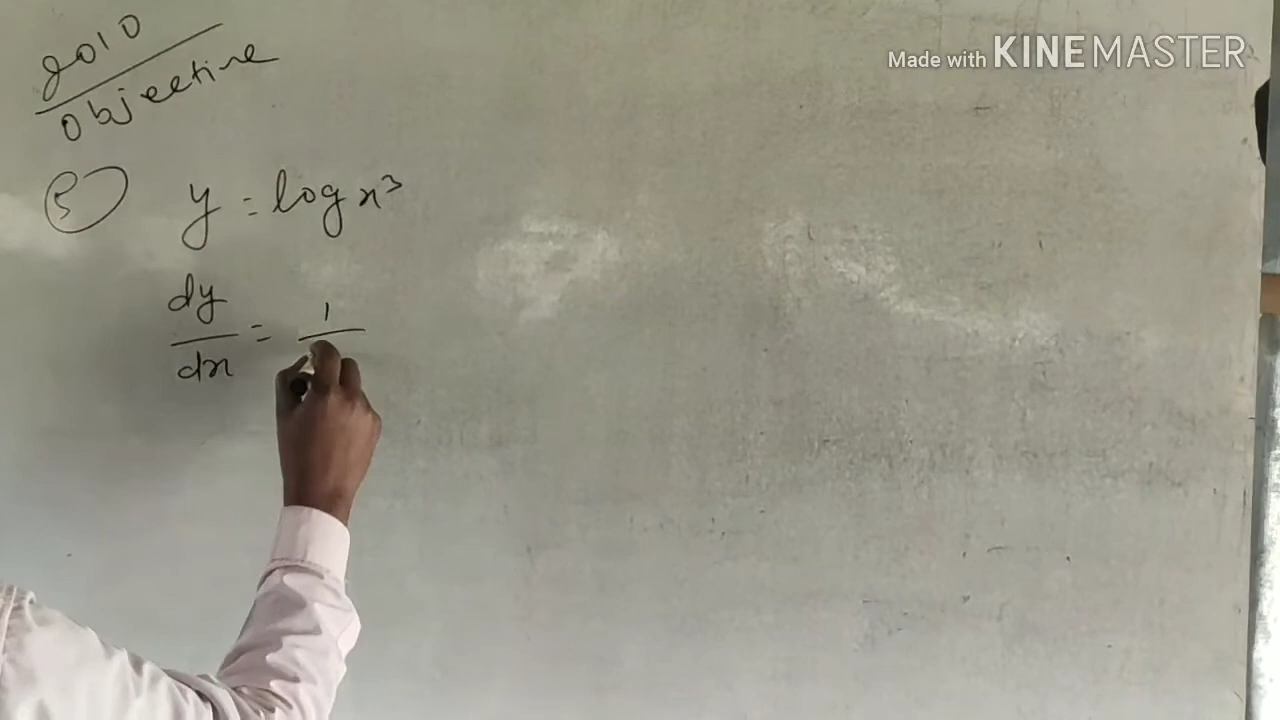 2010
Objective
Made with KINEMASTER
5 y = log x³
dy/dx = 1/